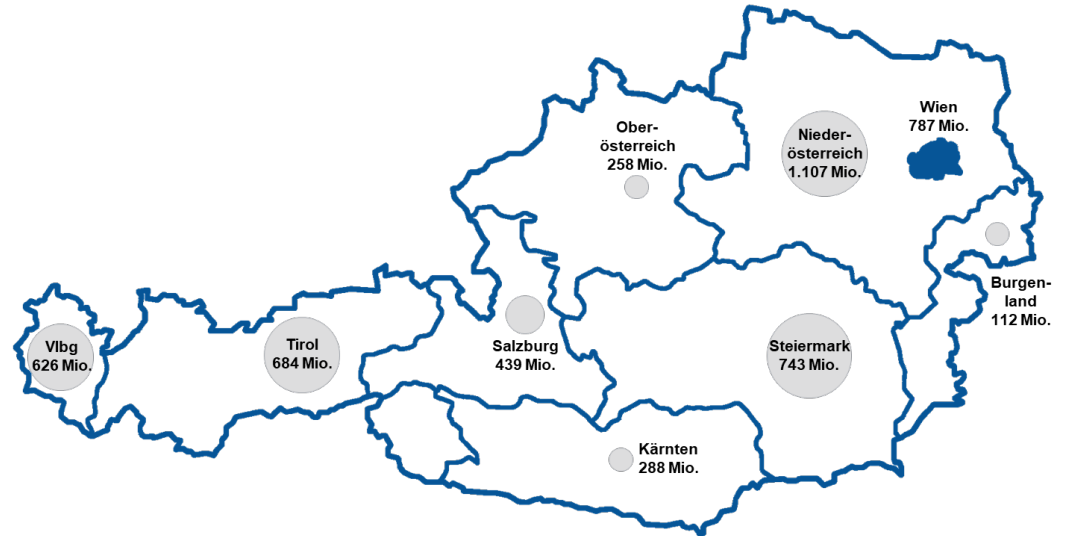 Wien
787 Mio.
Ober-
österreich
258 Mio.
Nieder-
österreich
1.107 Mio.
Burgen-
land
112 Mio.
Vlbg
626 Mio.
Tirol
684 Mio.
Salzburg
439 Mio.
Steiermark
743 Mio.
Kärnten
288 Mio.